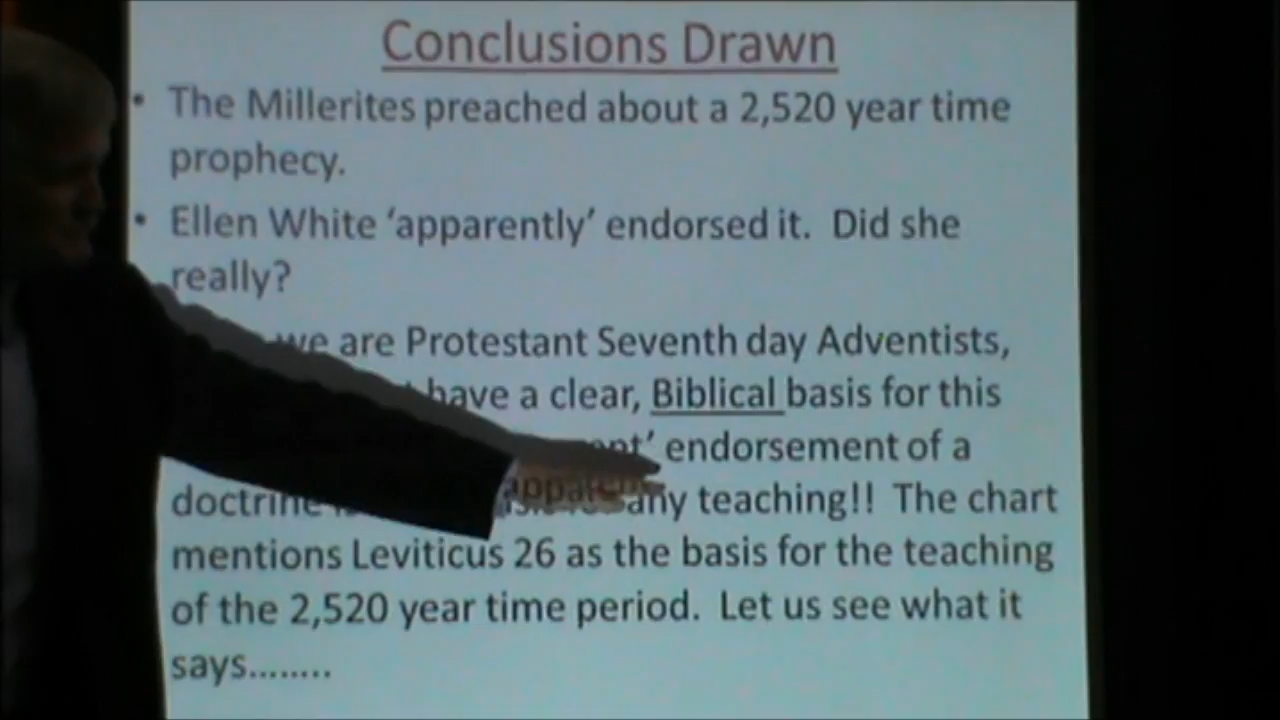 Conclusions Drawn
• The Millerites preached about a 2,520 year time
prophecy.
• Ellen White ‘apparently’ endorsed it. Did she
really?
we are Protestant Seventh day Adventists,
have a clear, Biblical basis for this
endorsement of a
doctrine any teaching!! The chart
mentions Leviticus 26 as the basis for the teaching
of the 2,520 year time period. Let us see what it
says........